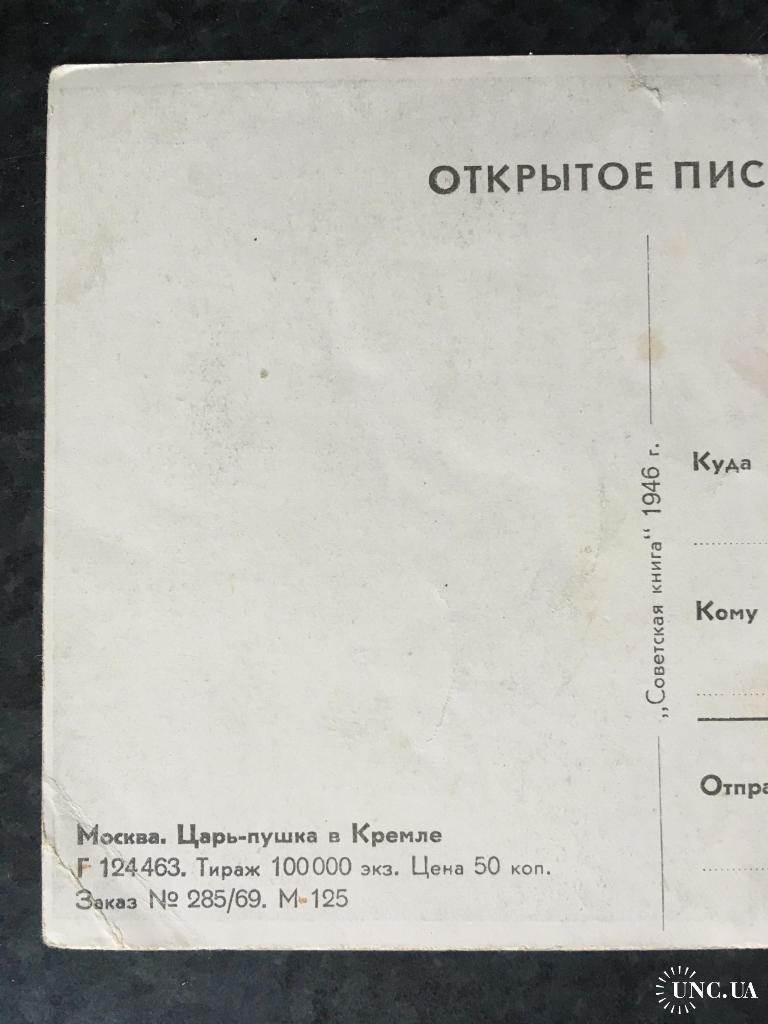 ОТКРЫТОЕ ПИС
Куда
„Советская книга“ 1946 г.
Кому
Отпра
Москва. Царь-пушка в Кремле
Г 124463. Тираж 100000 экз. Цена 50 коп.
Заказ № 285/69. М-125
UNC.UA